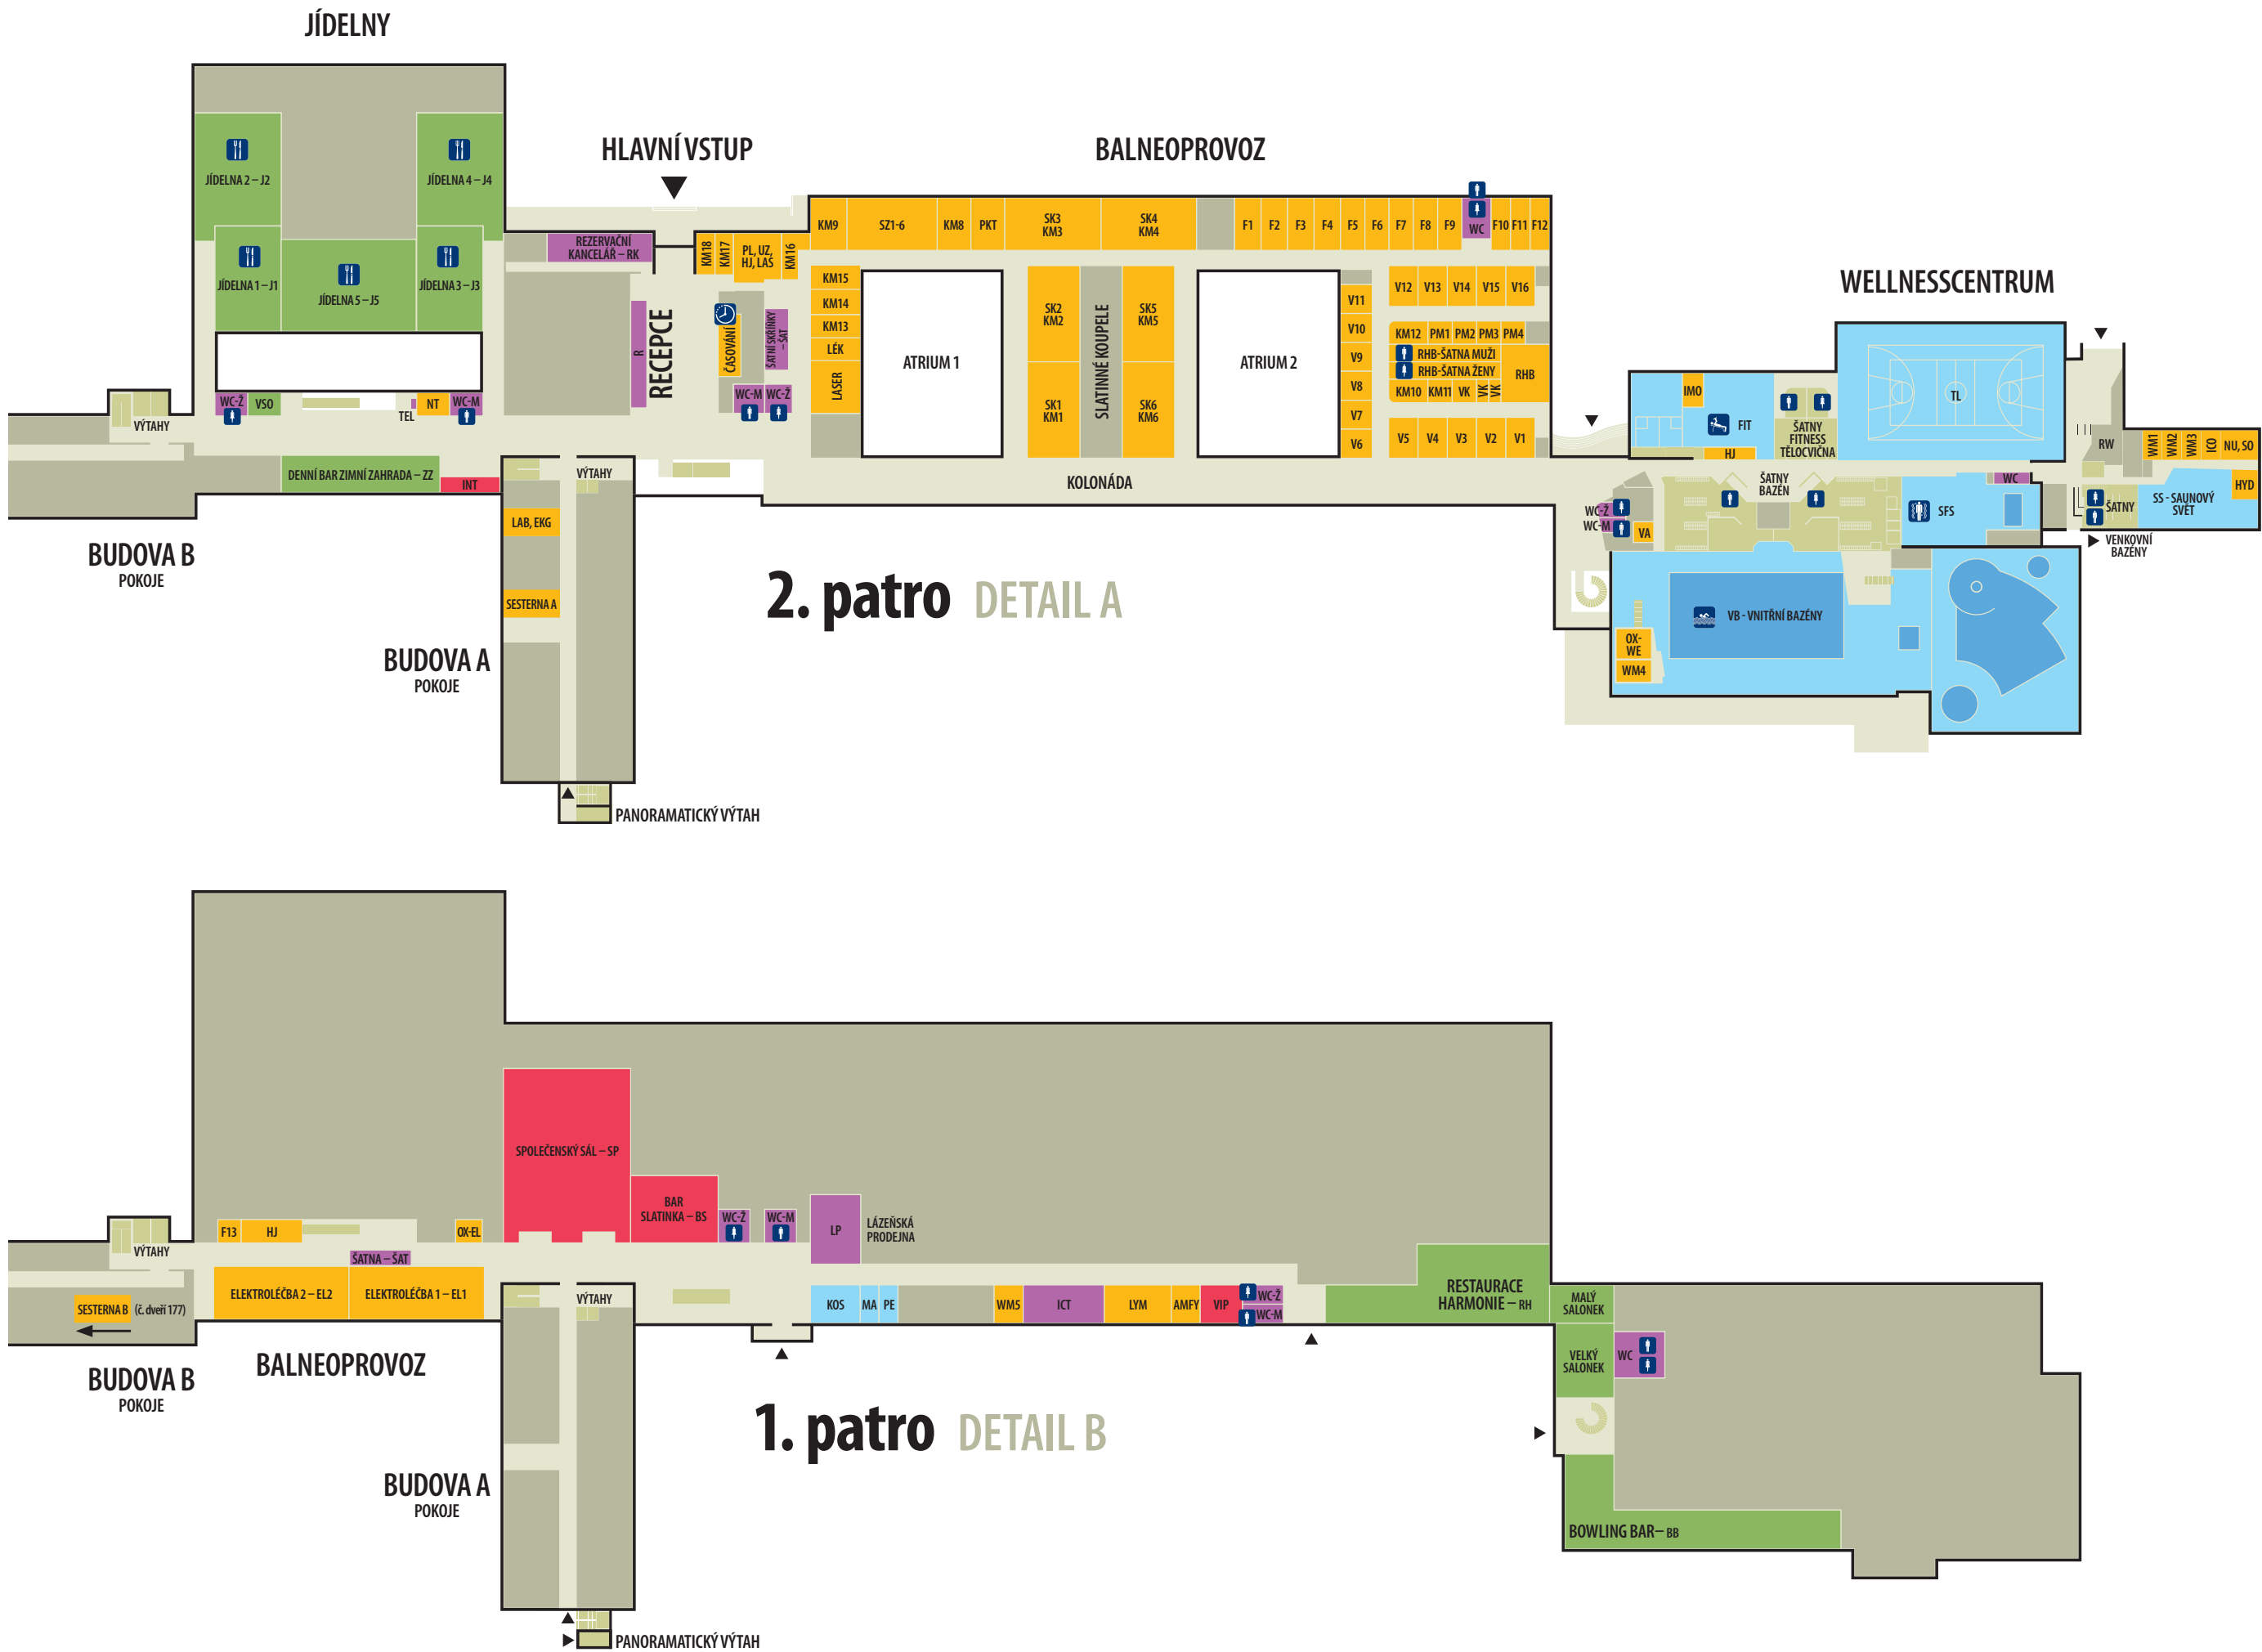 JÍDELNY
HLAVNÍ VSTUP
BALNEOPROVOZ
WELLNESSCENTRUM
JÍDELNA 2 – J2
JÍDELNA 4 – J4
JÍDELNA 1 – J1
JÍDELNA 5 – J5
JÍDELNA 3 – J3
REZERVAČNÍ
KANCELÁŘ – RK
KM18
KM17
PL, UZ,
HJ, LAS
KM16
KM9
SZ1-6
KM8
PKT
SK3
KM3
SK4
KM4
F1
F2
F3
F4
F5
F6
F7
F8
F9
WC
F10
F11
F12
KM15
KM14
KM13
LÉK
LASER
ATRIUM 1
SK2
KM2
SK1
KM1
SLATINNÉ KOUPELE
SK5
KM5
SK6
KM6
ATRIUM 2
V11
V10
V9
V8
V7
V6
V12
V13
V14
V15
V16
KM12
PM1
PM2
PM3
PM4
RHB-ŠATNA MUŽI
RHB-ŠATNA ŽENY
RHB
KM10
KM11
VK
VK
VK
V5
V4
V3
V2
V1
R
RECEPCE
ČASOVÁNÍ
ŠATNÍ SKŘÍŇKY
– ŠAT
WC-M
WC-Ž
WC-Ž
VSO
TEL
NT
WC-M
VÝTAHY
DENNÍ BAR ZIMNÍ ZAHRADA – ZZ
INT
VÝTAHY
KOLONÁDA
LAB, EKG
SESTERNA A
BUDOVA B
POKOJE
BUDOVA A
POKOJE
PANORAMATICKÝ VÝTAH
2. patro DETAIL A
IMO
FIT
HJ
ŠATNY
FITNESS
TĚLOCVIČNA
TL
RW
WM1
WM2
WM3
ICO
NU, SO
HYD
SS - SAUNOVÝ
SVĚT
ŠATNY
VENKOVNÍ
BAZÉNY
WC
SFS
ŠATNY
BAZÉN
WC-Ž
WC-M
VA
VB - VNITŘNÍ BAZÉNY
OX-
WE
WM4
SPOLEČENSKÝ SÁL – SP
BAR
SLATINKA – BS
WC-Ž
WC-M
LP
LÁZEŇSKÁ
PRODEJNA
F13
HJ
OX-EL
ŠATNA – ŠAT
VÝTAHY
ELEKTROLÉČBA 2 – EL2
ELEKTROLÉČBA 1 – EL1
SESTERNA B
(č. dveří 177)
VÝTAHY
KOS
MA
PE
WM5
ICT
LYM
AMFY
VIP
WC-Ž
WC-M
RESTAURACE
HARMONIE – RH
MALÝ
SALONEK
VELKÝ
SALONEK
WC
BOWLING BAR– BB
BUDOVA B
POKOJE
BALNEOPROVOZ
BUDOVA A
POKOJE
PANORAMATICKÝ VÝTAH
1. patro DETAIL B